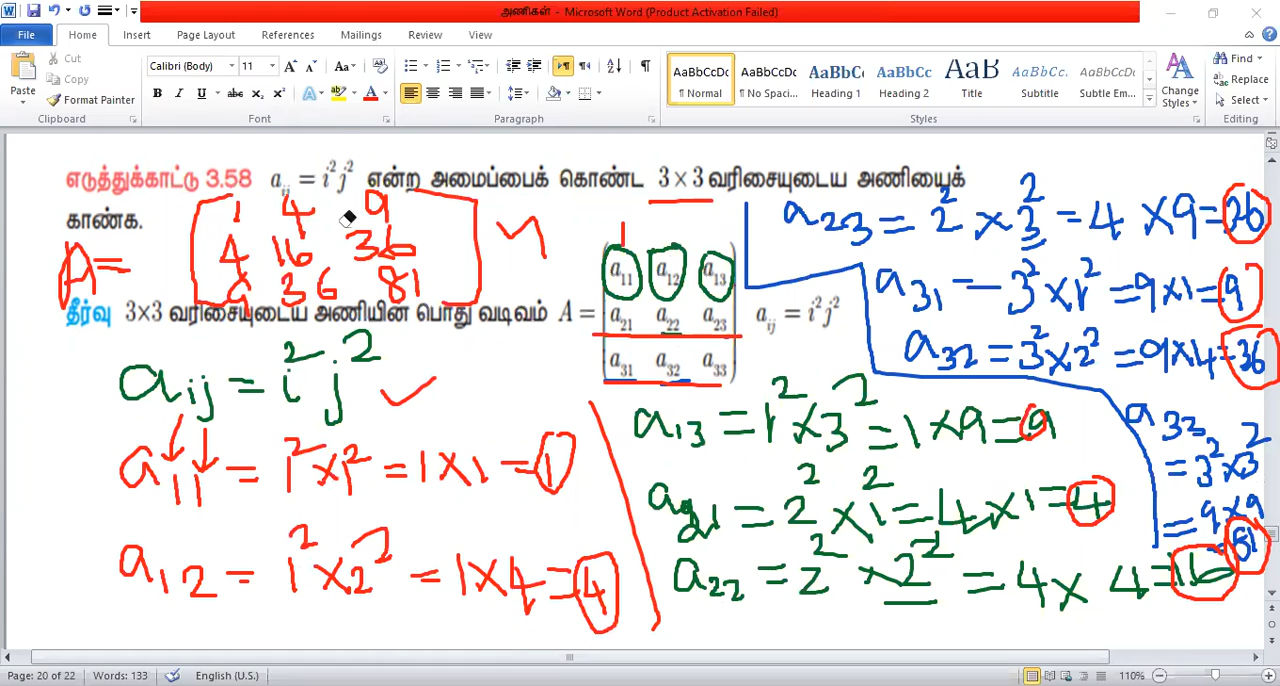 அணிகள் - Microsoft Word (Product Activation Failed)
File Home Insert Page Layout References Mailings Review View
Cut
Copy
Format Painter
Paste
Calibri (Body) 11
AaBbCcDc AaBbCcDc AaBbCc AaBbCc AaB AaBbCc. AaBbCcDc
¶ Normal ¶ No Spaci... Heading 1 Heading 2 Title Subtitle Subtle Em...
Change Styles
Find
Replace
Select
Clipboard Font Paragraph Styles Editing
எடுத்துக்காட்டு 3.58 a_ij = i²j² என்ற அமைப்பைக் கொண்ட 3 × 3 வரிசையுடைய அணியைக்
காண்க.
A =
1 4 9
4 16 36
9 36 81
தீர்வு 3×3 வரிசையுடைய அணியின் பொது வடிவம் A =
1
a₁₁ a₁₂ a₁₃
a₂₁ a₂₂ a₂₃
a₃₁ a₃₂ a₃₃
a_ij = i²j²
a_ij = i² j² ✓
a₁₁ = 1² × 1² = 1 × 1 = 1
a₁₂ = 1² × 2² = 1 × 4 = 4
a₁₃ = 1² × 3² = 1 × 9 = 9
a₂₁ = 2² × 1² = 4 × 1 = 4
a₂₂ = 2² × 2² = 4 × 4 = 16
a₂₃ = 2² × 3² = 4 × 9 = 36
a₃₁ = 3² × 1² = 9 × 1 = 9
a₃₂ = 3² × 2² = 9 × 4 = 36
a₃₃
= 3² × 3²
= 9 × 9
= 81
Page: 20 of 22 Words: 133 English (U.S.) 110%